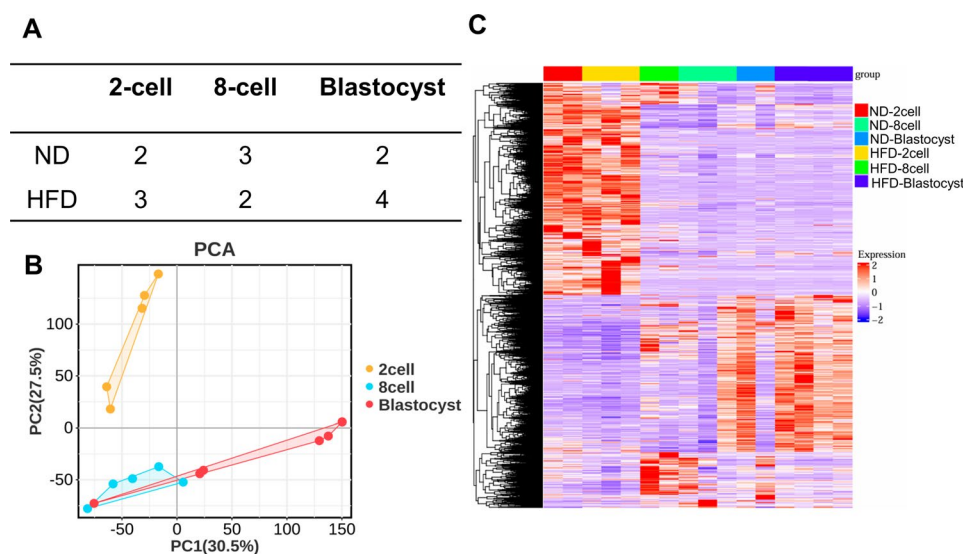 A
2-cell 8-cell Blastocyst
ND 2 3 2
HFD 3 2 4
B
PCA
PC2(27.5%)
100
50
0
-50
-50 0 50 100 150
PC1(30.5%)
2cell
8cell
Blastocyst
C
group
ND-2cell
ND-8cell
ND-Blastocyst
HFD-2cell
HFD-8cell
HFD-Blastocyst
Expression
2
1
0
−1
−2